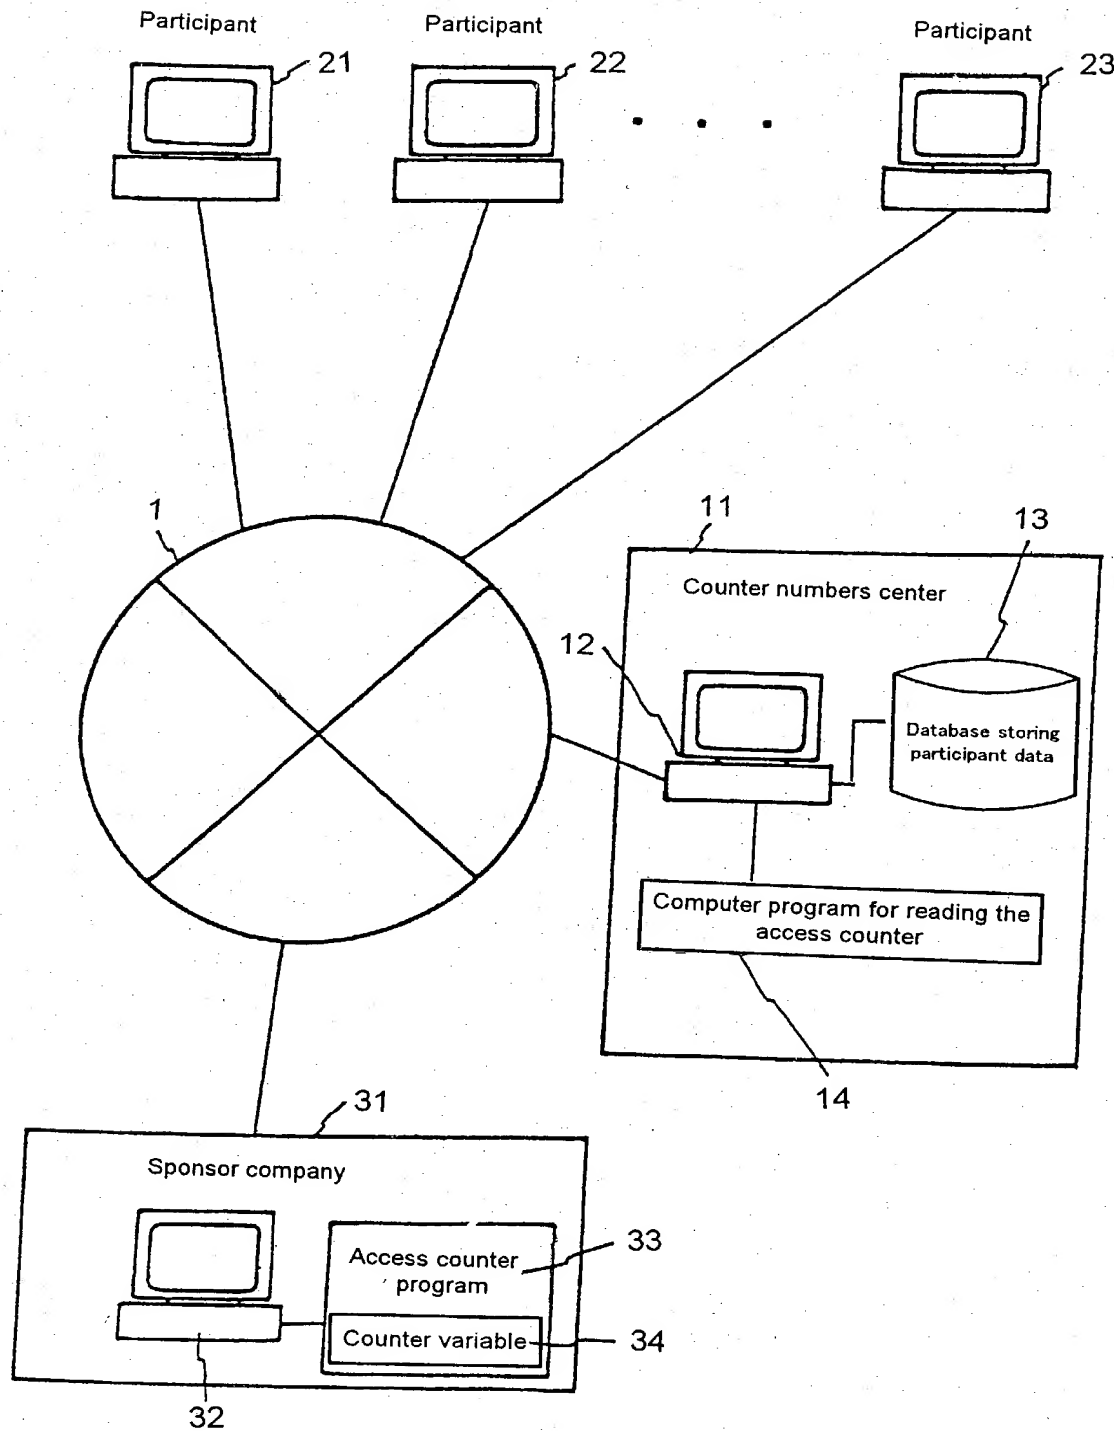 Participant
Participant
Participant
21
22
23
1
11
13
Counter numbers center
12
Database storing
participant data
Computer program for reading the
access counter
14
31
Sponsor company
33
Access counter
program
Counter variable
34
32